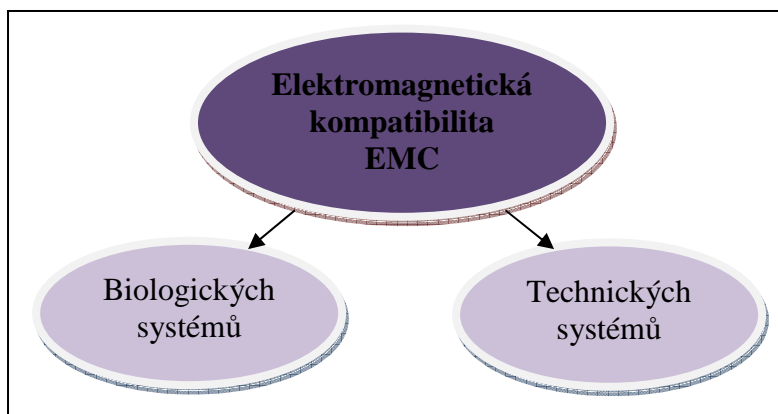 Elektromagnetická
kompatibilita
EMC
Biologických
systémů
Technických
systémů